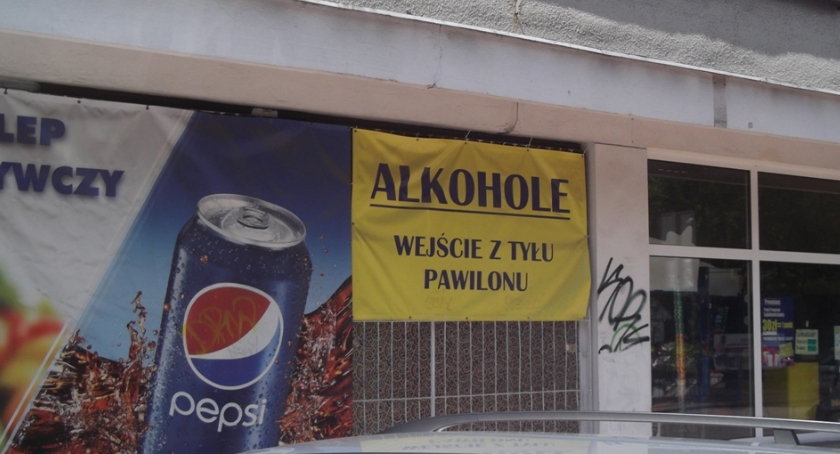 LEP
YWCZY
ALKOHOLE
WEJŚCIE Z TYŁU
PAWILONU
pepsi